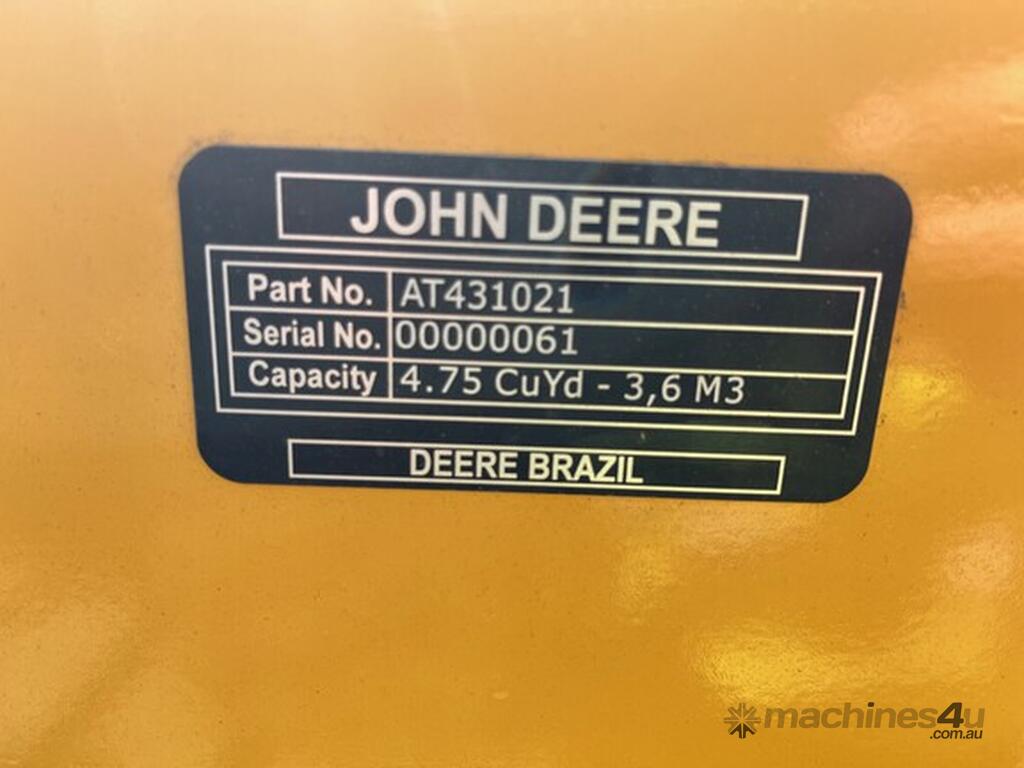 JOHN DEERE
Part No. AT431021
Serial No. 00000061
Capacity 4.75 CuYd - 3,6 M3
DEERE BRAZIL
machines4u
.com.au